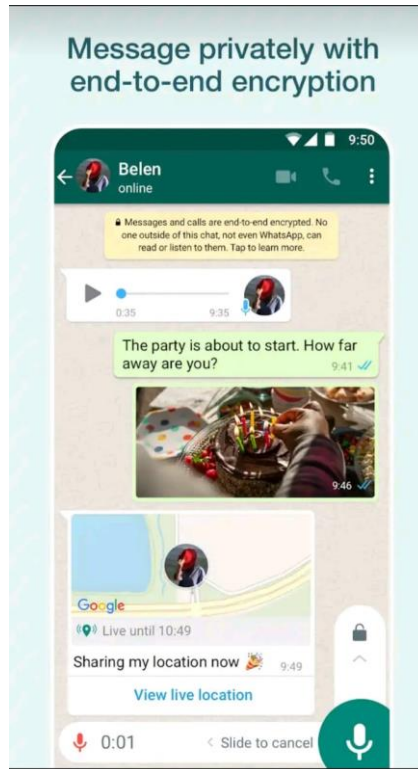 Message privately with
end-to-end encryption
9:50
Belen
online
Messages and calls are end-to-end encrypted. No
one outside of this chat, not even WhatsApp, can
read or listen to them. Tap to learn more.
0:35
9:35
The party is about to start. How far
away are you?
9:41
9:46
Google
Live until 10:49
Sharing my location now 🎉
9:49
View live location
0:01
< Slide to cancel